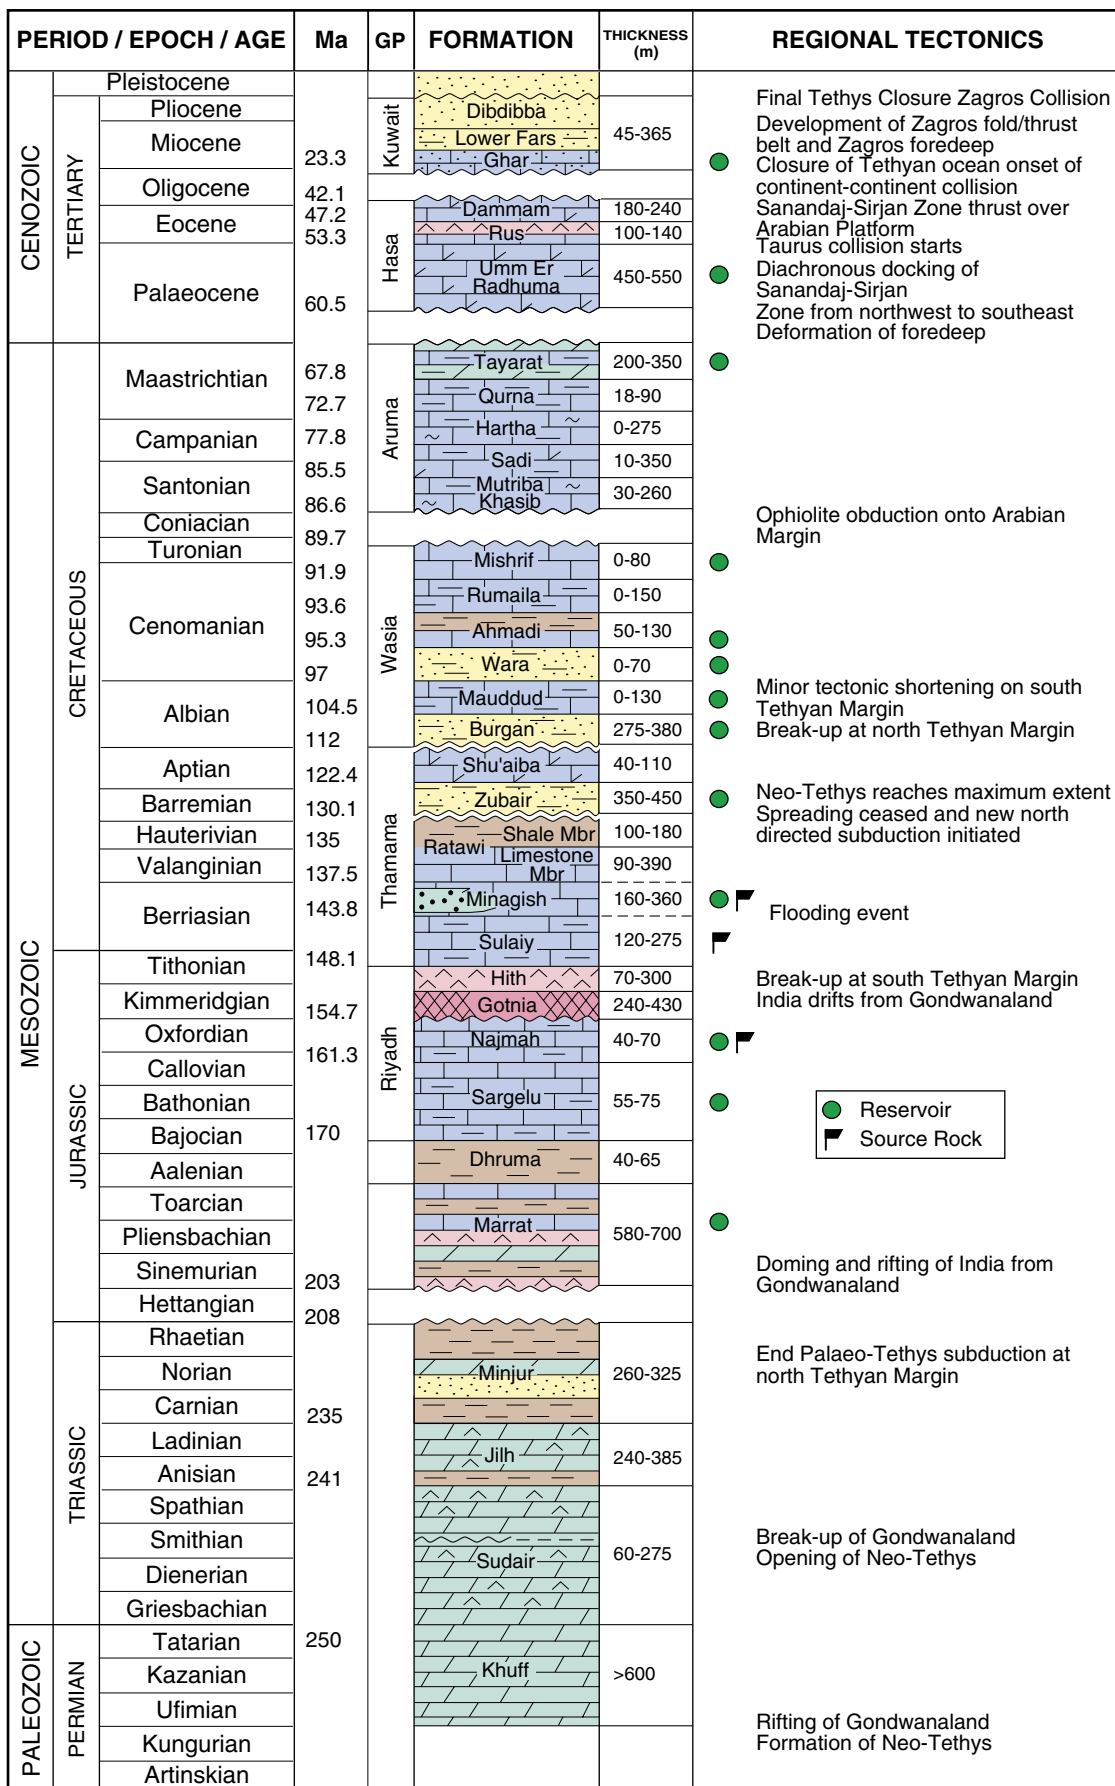 PERIOD / EPOCH / AGE
Ma
GP
FORMATION
THICKNESS
(m)
REGIONAL TECTONICS
CENOZOIC
MESOZOIC
PALEOZOIC
TERTIARY
CRETACEOUS
JURASSIC
TRIASSIC
PERMIAN
Pleistocene
Pliocene
Miocene
Oligocene
Eocene
Palaeocene
Maastrichtian
Campanian
Santonian
Coniacian
Turonian
Cenomanian
Albian
Aptian
Barremian
Hauterivian
Valanginian
Berriasian
Tithonian
Kimmeridgian
Oxfordian
Callovian
Bathonian
Bajocian
Aalenian
Toarcian
Pliensbachian
Sinemurian
Hettangian
Rhaetian
Norian
Carnian
Ladinian
Anisian
Spathian
Smithian
Dienerian
Griesbachian
Tatarian
Kazanian
Ufimian
Kungurian
Artinskian
23.3
42.1
47.2
53.3
60.5
67.8
72.7
77.8
85.5
86.6
89.7
91.9
93.6
95.3
97
104.5
112
122.4
130.1
135
137.5
143.8
148.1
154.7
161.3
170
203
208
235
241
250
Kuwait
Hasa
Aruma
Wasia
Thamama
Riyadh
Dibdibba
Lower Fars
Ghar
Dammam
Rus
Umm Er
Radhuma
Tayarat
Qurna
Hartha
Sadi
Mutriba
Khasib
Mishrif
Rumaila
Ahmadi
Wara
Mauddud
Burgan
Shu'aiba
Zubair
Shale Mbr
Ratawi
Limestone
Mbr
Minagish
Sulaiy
Hith
Gotnia
Najmah
Sargelu
Dhruma
Marrat
Minjur
Jilh
Sudair
Khuff
45-365
180-240
100-140
450-550
200-350
18-90
0-275
10-350
30-260
0-80
0-150
50-130
0-70
0-130
275-380
40-110
350-450
100-180
90-390
160-360
120-275
70-300
240-430
40-70
55-75
40-65
580-700
260-325
240-385
60-275
>600
Final Tethys Closure Zagros Collision
Development of Zagros fold/thrust
belt and Zagros foredeep
Closure of Tethyan ocean onset of
continent-continent collision
Sanandaj-Sirjan Zone thrust over
Arabian Platform
Taurus collision starts
Diachronous docking of
Sanandaj-Sirjan
Zone from northwest to southeast
Deformation of foredeep
Ophiolite obduction onto Arabian
Margin
Minor tectonic shortening on south
Tethyan Margin
Break-up at north Tethyan Margin
Neo-Tethys reaches maximum extent
Spreading ceased and new north
directed subduction initiated
Flooding event
Break-up at south Tethyan Margin
India drifts from Gondwanaland
Reservoir
Source Rock
Doming and rifting of India from
Gondwanaland
End Palaeo-Tethys subduction at
north Tethyan Margin
Break-up of Gondwanaland
Opening of Neo-Tethys
Rifting of Gondwanaland
Formation of Neo-Tethys